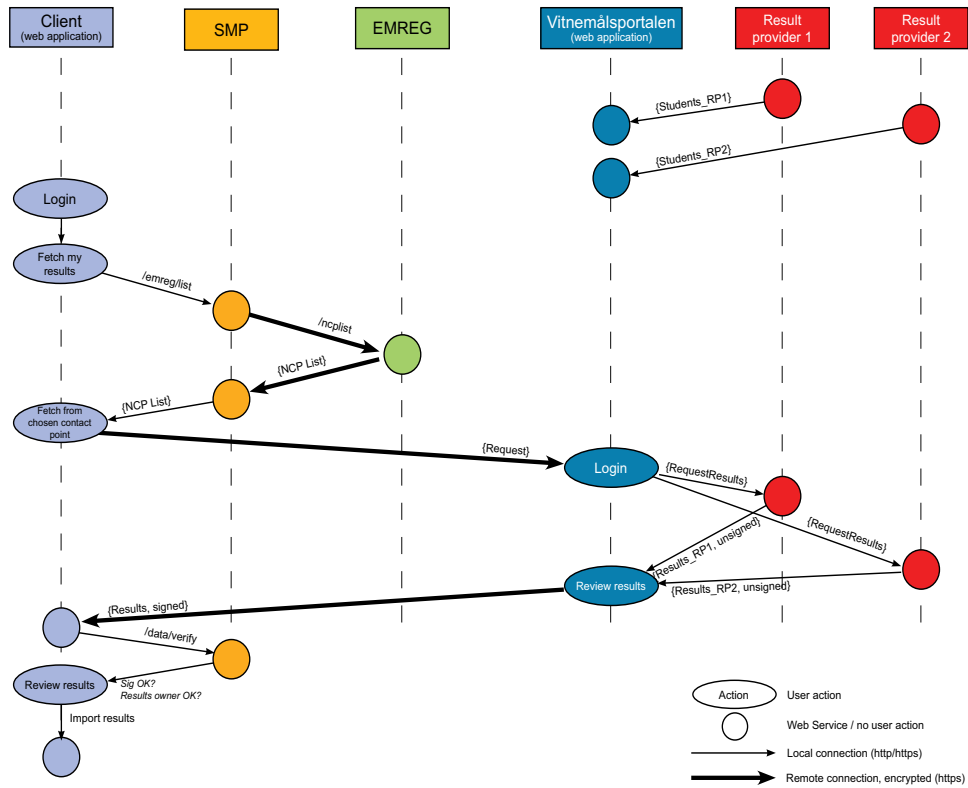 Client
(web application)
SMP
EMREG
Vitnemålsportalen
(web application)
Result
provider 1
Result
provider 2
{Students_RP1}
{Students_RP2}
Login
Fetch my
results
/emreg/list
/ncplist
{NCP List}
{NCP List}
Fetch from
chosen contact
point
{Request}
Login
{RequestResults}
{RequestResults}
{Results_RP1, unsigned}
Review results
{Results_RP2, unsigned}
{Results, signed}
/data/verify
Review results
Sig OK?
Results owner OK?
Import results
Action
User action
Web Service / no user action
Local connection (http/https)
Remote connection, encrypted (https)